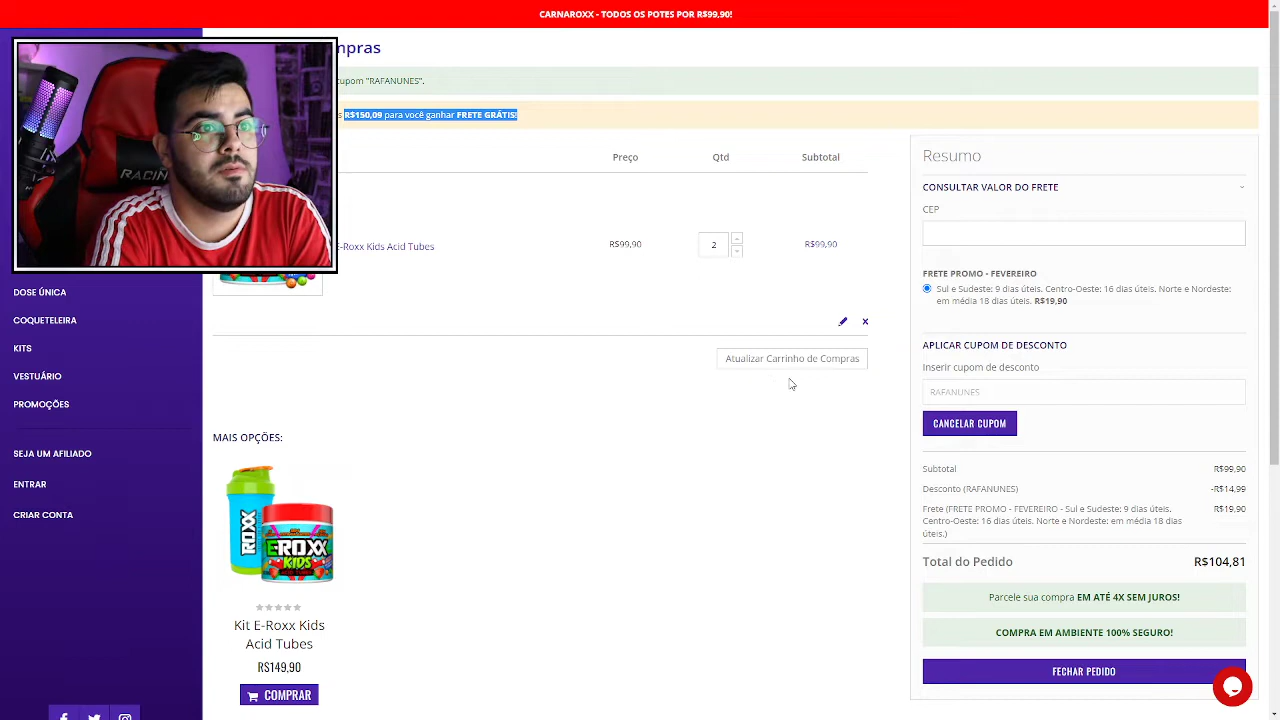 CARNAROXX - TODOS OS POTES POR R$99,90!
mpras
cupom "RAFANUNES".
R$150,09 para você ganhar FRETE GRÁTIS!
RACIN
Preço Qtd Subtotal
E-Roxx Kids Acid Tubes R$99,90 2 R$99,90
Atualizar Carrinho de Compras
MAIS OPÇÕES:
ROXX
EROXX
KIDS
Kit E-Roxx Kids
Acid Tubes
R$149,90
COMPRAR
DOSE ÚNICA
COQUETELEIRA
KITS
VESTUÁRIO
PROMOÇÕES
SEJA UM AFILIADO
ENTRAR
CRIAR CONTA
Resumo
CONSULTAR VALOR DO FRETE
CEP
FRETE PROMO - FEVEREIRO
Sul e Sudeste: 9 dias úteis. Centro-Oeste: 16 dias úteis. Norte e Nordeste:
em média 18 dias úteis. R$19,90
APLICAR CUPOM DE DESCONTO
Inserir cupom de desconto
RAFANUNES
CANCELAR CUPOM
Subtotal R$99,90
Desconto (RAFANUNES) -R$14,99
Frete (FRETE PROMO - FEVEREIRO - Sul e Sudeste: 9 dias úteis. R$19,90
Centro-Oeste: 16 dias úteis. Norte e Nordeste: em média 18 dias
úteis.)
Total do Pedido R$104,81
Parcele sua compra EM ATÉ 4X SEM JUROS!
COMPRA EM AMBIENTE 100% SEGURO!
FECHAR PEDIDO